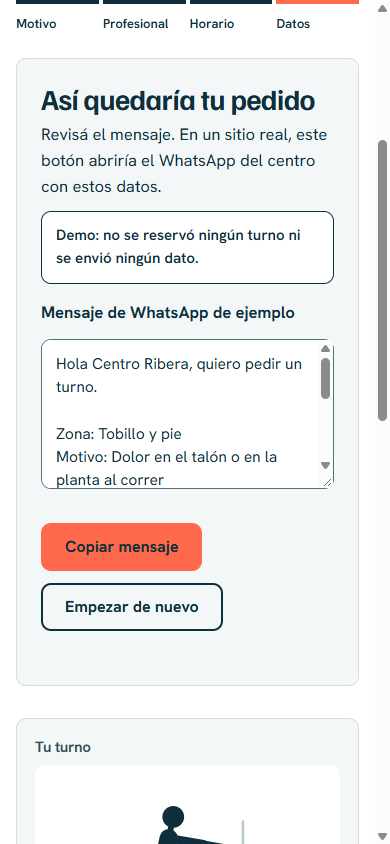 Motivo
Profesional
Horario
Datos
Así quedaría tu pedido
Revisá el mensaje. En un sitio real, este
botón abriría el WhatsApp del centro
con estos datos.
Demo: no se reservó ningún turno ni
se envió ningún dato.
Mensaje de WhatsApp de ejemplo
Hola Centro Ribera, quiero pedir un
turno.
Zona: Tobillo y pie
Motivo: Dolor en el talón o en la
planta al correr
Copiar mensaje
Empezar de nuevo
Tu turno